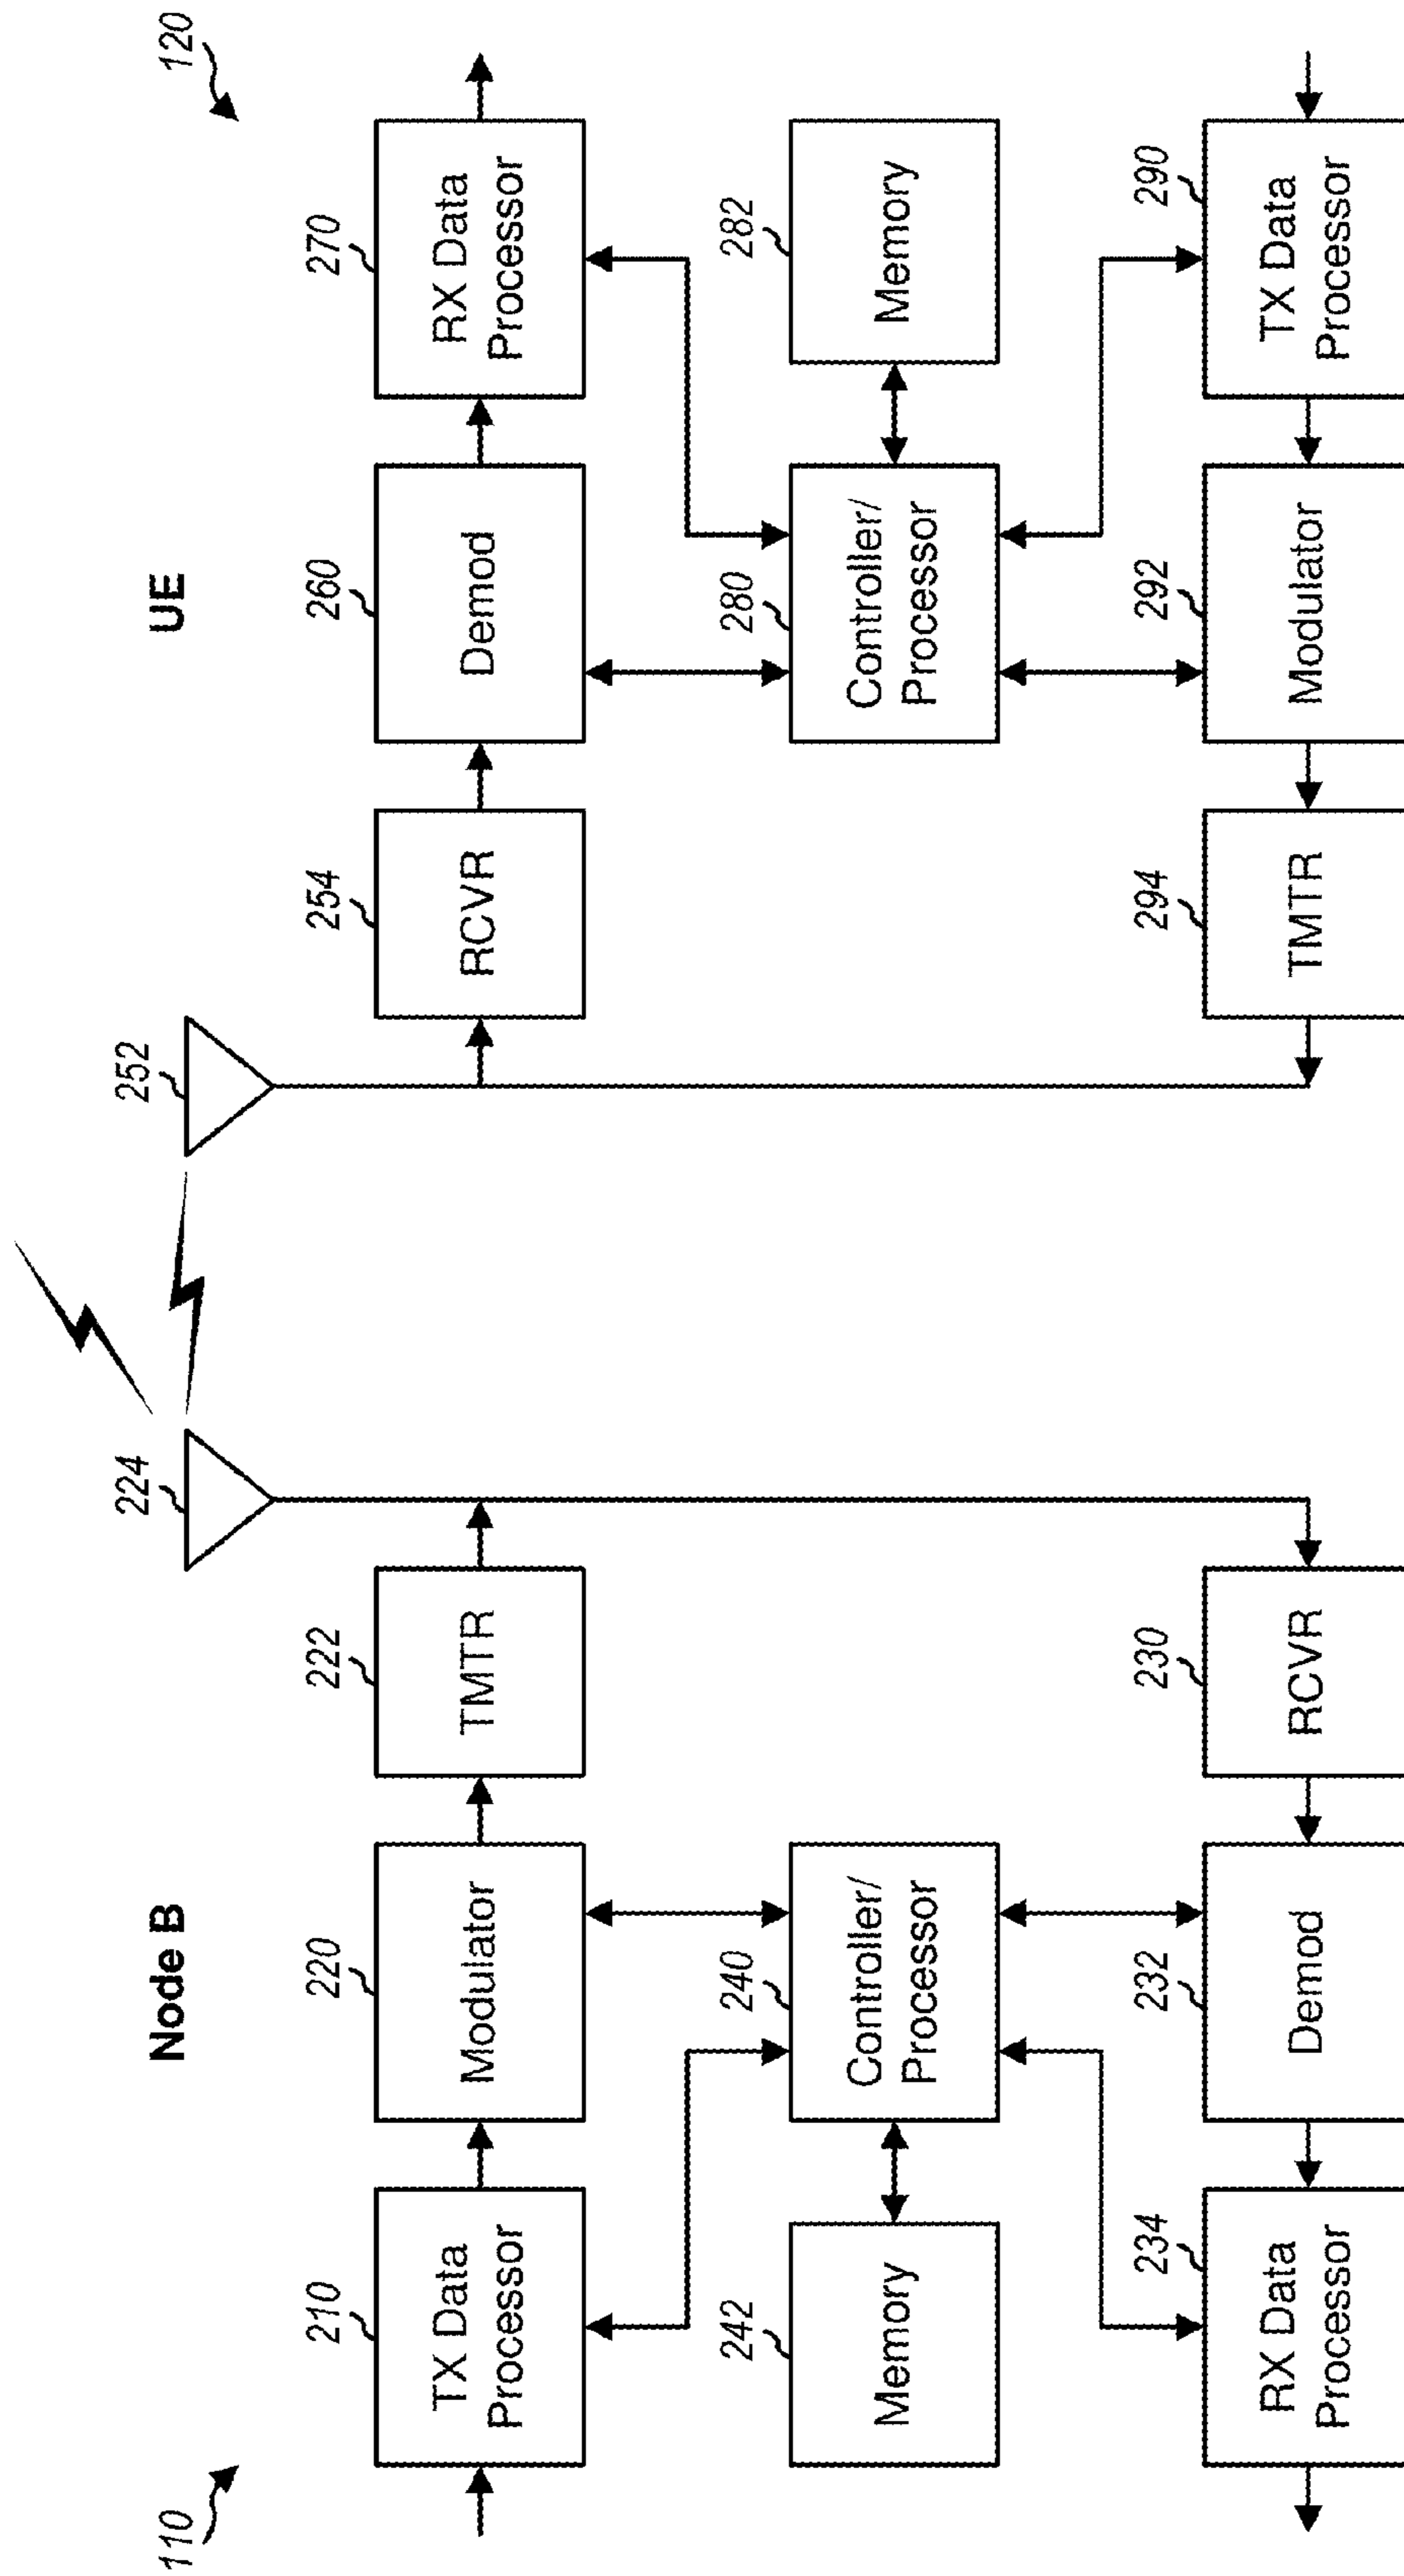 110
Node B
UE
120
224
252
210
TX Data
Processor
220
Modulator
222
TMTR
254
RCVR
260
Demod
270
RX Data
Processor
242
Memory
240
Controller/
Processor
280
Controller/
Processor
282
Memory
234
RX Data
Processor
232
Demod
230
RCVR
294
TMTR
292
Modulator
290
TX Data
Processor